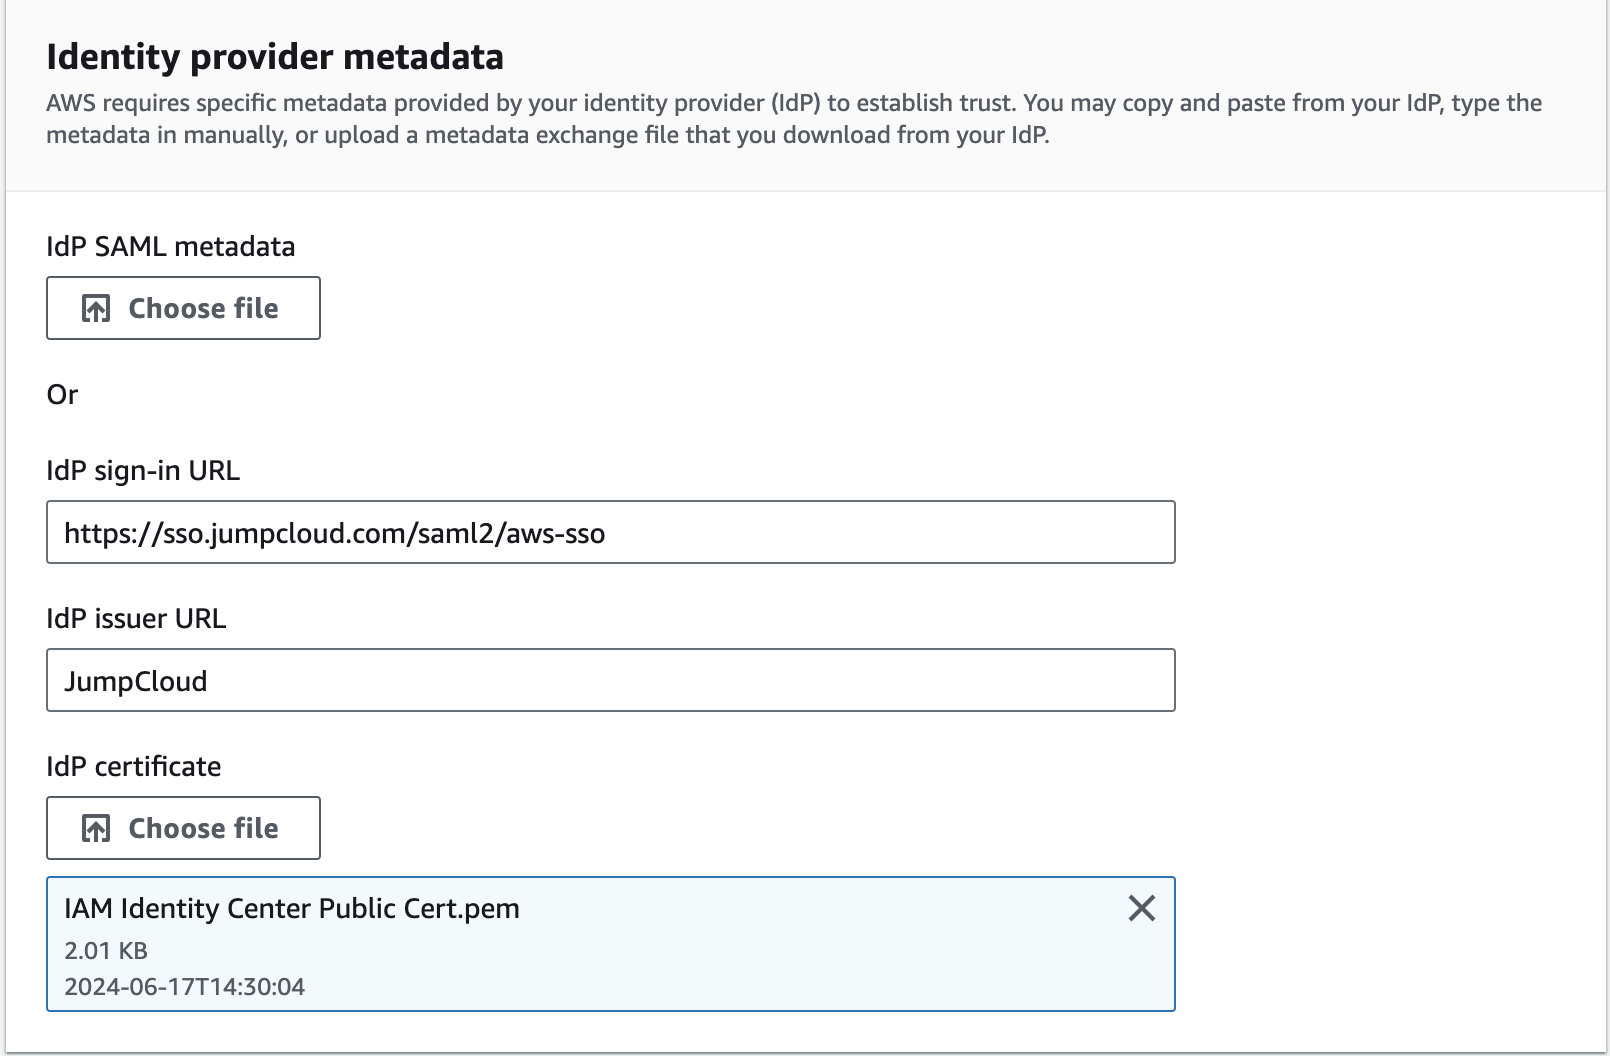 Identity provider metadata
AWS requires specific metadata provided by your identity provider (IdP) to establish trust. You may copy and paste from your IdP, type the
metadata in manually, or upload a metadata exchange file that you download from your IdP.
IdP SAML metadata
Choose file
Or
IdP sign-in URL
https://sso.jumpcloud.com/saml2/aws-sso
IdP issuer URL
JumpCloud
IdP certificate
Choose file
IAM Identity Center Public Cert.pem
2.01 KB
2024-06-17T14:30:04